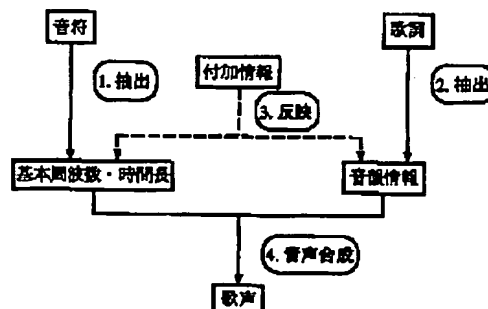 音符
歌詞
1. 抽出
付加情報
2. 抽出
3. 反映
基本周波数・時間長
音韻情報
4. 音声合成
歌声